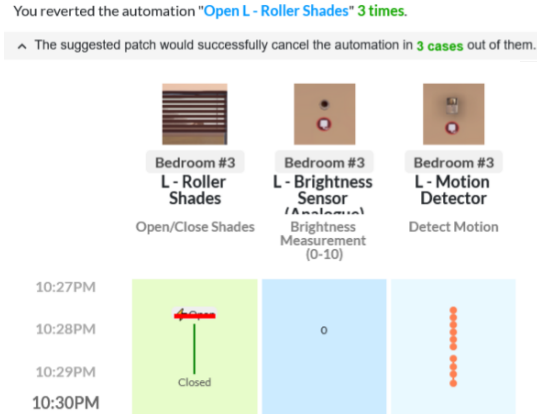 You reverted the automation "Open L - Roller Shades" 3 times.
The suggested patch would successfully cancel the automation in 3 cases out of them.
Bedroom #3 Bedroom #3 Bedroom #3
L - Roller Shades
L - Brightness Sensor (Analogue)
L - Motion Detector
Open/Close Shades
Brightness Measurement (0-10)
Detect Motion
10:27PM
Open
10:28PM 0
10:29PM
Closed
10:30PM